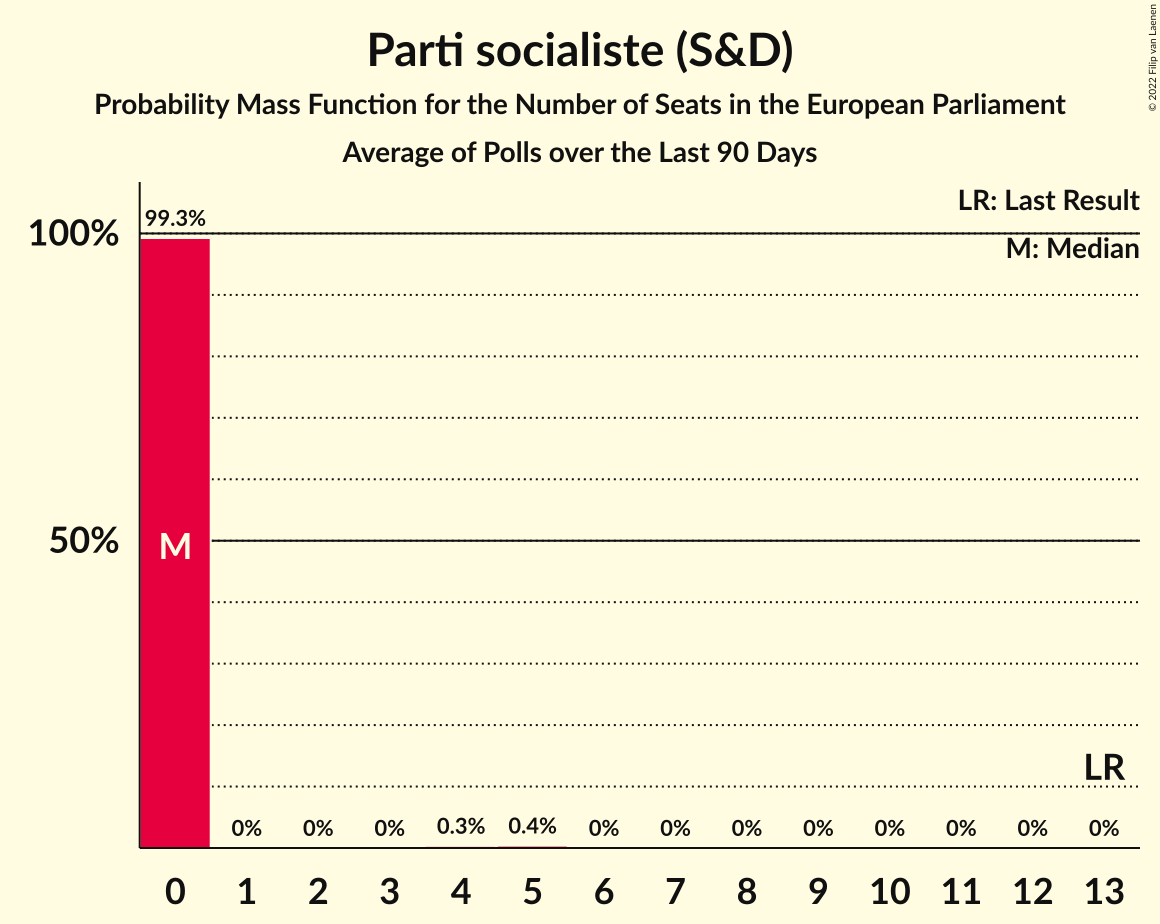 Parti socialiste (S&D)
Probability Mass Function for the Number of Seats in the European Parliament
Average of Polls over the Last 90 Days
© 2022 Filip van Laenen
LR: Last Result
M: Median
99.3%
100%
50%
M
LR
0% 0% 0% 0.3% 0.4% 0% 0% 0% 0% 0% 0% 0% 0%
0 1 2 3 4 5 6 7 8 9 10 11 12 13